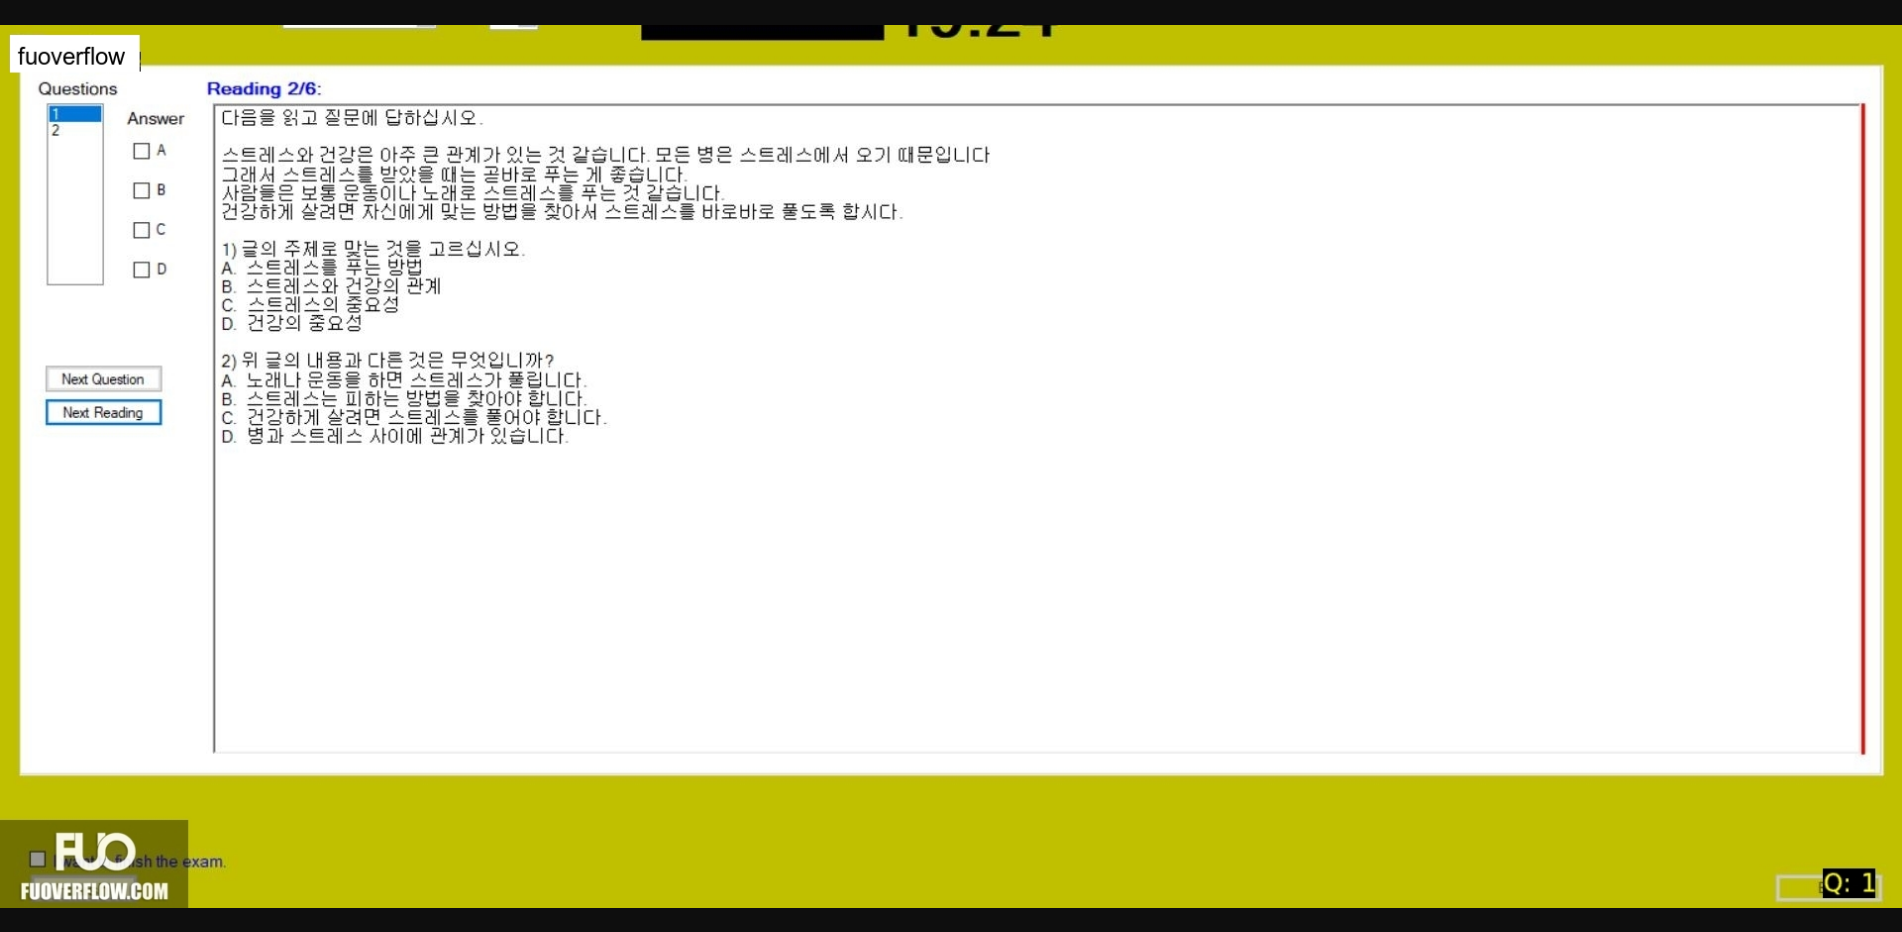 fuoverflow
Questions
Reading 2/6:
1
2
Answer
A
B
C
D
Next Question
Next Reading
다음을 읽고 질문에 답하십시오.
스트레스와 건강은 아주 큰 관계가 있는 것 같습니다. 모든 병은 스트레스에서 오기 때문입니다
그래서 스트레스를 받았을 때는 곧바로 푸는 게 좋습니다.
사람들은 보통 운동이나 노래로 스트레스를 푸는 것 같습니다.
건강하게 살려면 자신에게 맞는 방법을 찾아서 스트레스를 바로바로 풀도록 합시다.
1) 글의 주제로 맞는 것을 고르십시오.
A. 스트레스를 푸는 방법
B. 스트레스와 건강의 관계
C. 스트레스의 중요성
D. 건강의 중요성
2) 위 글의 내용과 다른 것은 무엇입니까?
A. 노래나 운동을 하면 스트레스가 풀립니다.
B. 스트레스는 피하는 방법을 찾아야 합니다.
C. 건강하게 살려면 스트레스를 풀어야 합니다.
D. 병과 스트레스 사이에 관계가 있습니다.
the exam.
FUO
FUOVERFLOW.COM
Q: 1